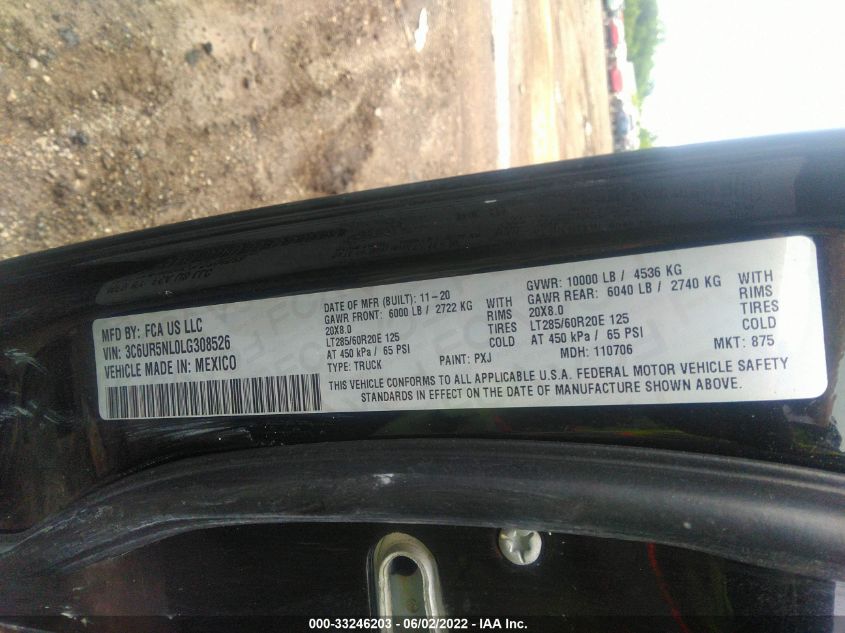 MFD BY: FCA US LLC
VIN: 3C6UR5NL0LG308526
VEHICLE MADE IN: MEXICO
DATE OF MFR (BUILT): 11-20
GAWR FRONT: 6000 LB / 2722 KG WITH
20X8.0 RIMS
LT285/60R20E 125 TIRES
AT 450 kPa / 65 PSI COLD
TYPE: TRUCK
PAINT: PXJ
GVWR: 10000 LB / 4536 KG
GAWR REAR: 6040 LB / 2740 KG WITH
20X8.0 RIMS
LT285/60R20E 125 TIRES
AT 450 kPa / 65 PSI COLD
MDH: 110706 MKT: 875
THIS VEHICLE CONFORMS TO ALL APPLICABLE U.S.A. FEDERAL MOTOR VEHICLE SAFETY
STANDARDS IN EFFECT ON THE DATE OF MANUFACTURE SHOWN ABOVE.
000-33246203 - 06/02/2022 - IAA Inc.